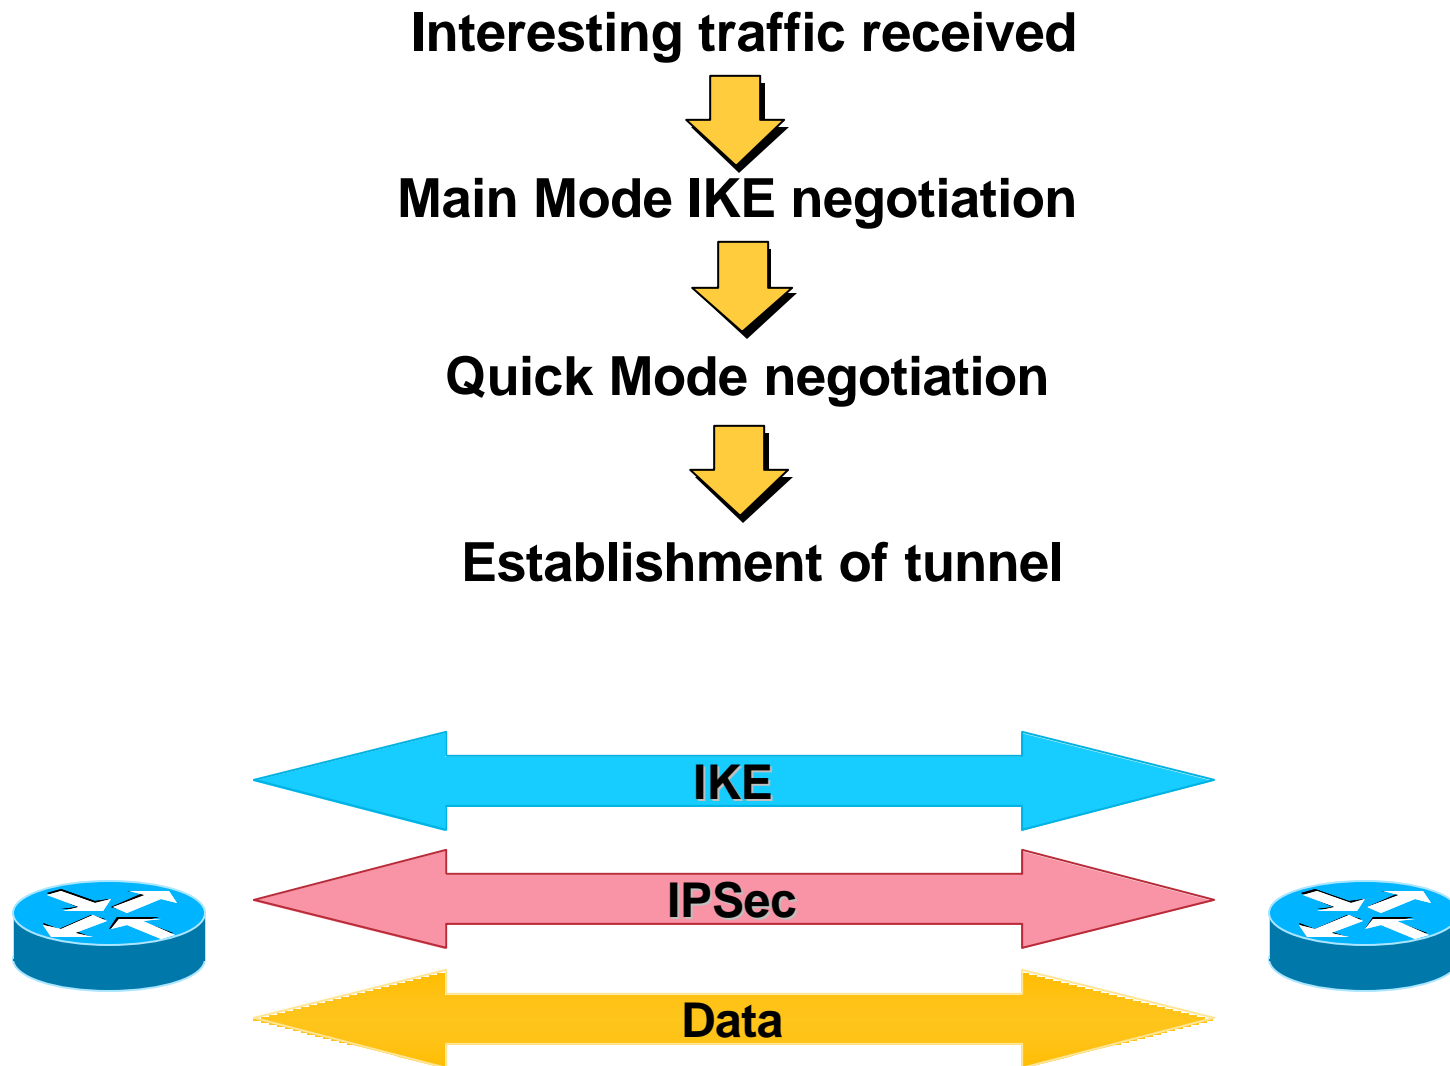 Interesting traffic received
Main Mode IKE negotiation
Quick Mode negotiation
Establishment of tunnel
IKE
IPSec
Data